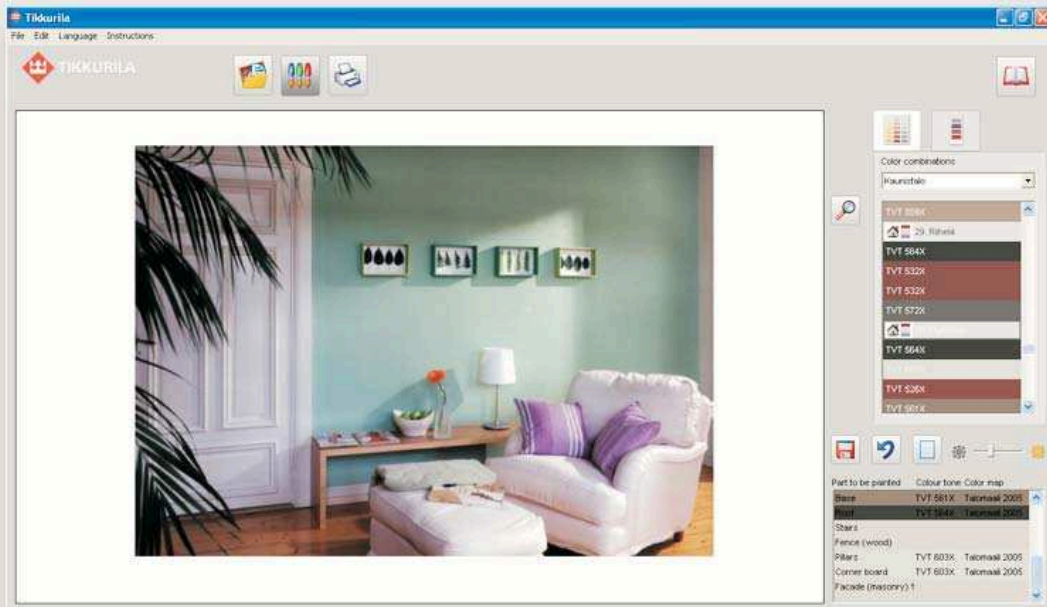 Tikkurila
File Edit Language Instructions
TIKKURILA
Color combinations
Kaunistalo
TVT
29. Riihelä
TVT 564X
TVT 532X
TVT 532X
TVT 572X
TVT 564X
TVT 526X
TVT 561X
Part to be painted Colour tone Color map
Base TVT 561X Talomaali 2005
Roof TVT 564X Talomaali 2005
Stairs
Fence (wood)
Pillars TVT 603X Talomaali 2005
Corner board TVT 603X Talomaali 2005
Facade (masonry) 1